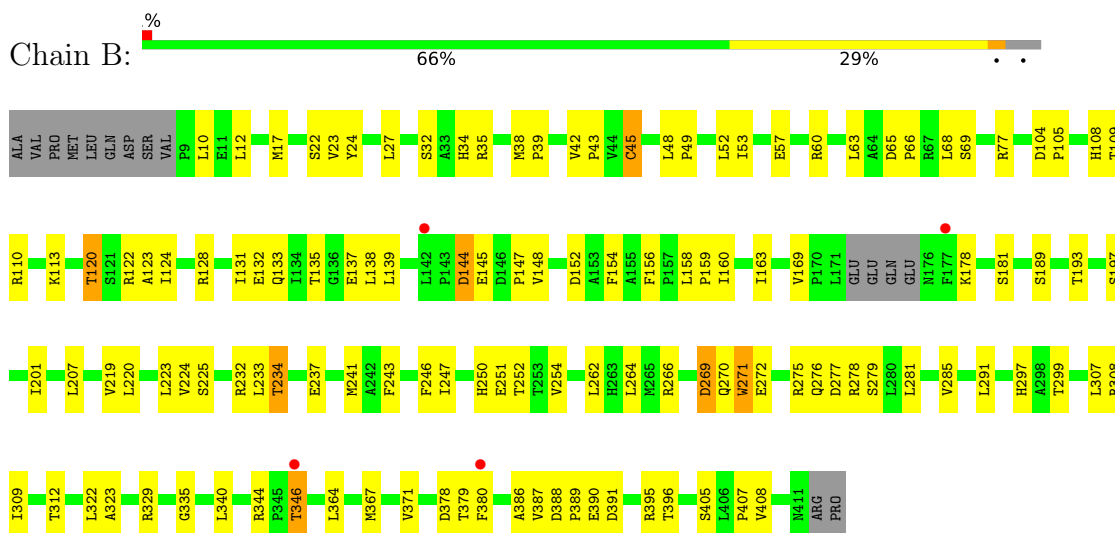 %
Chain B:
66% 29% • •
ALA VAL PRO MET LEU GLN ASP SER VAL P9 L10 E11 L12 M17 S22 V23 Y24 L27 S32 A33 H34 R35 M38 P39 V42 P43 V44 C45 L48 P49 L52 I53 E57 R60 L63 A64 D65 P66 R67 L68 S69 R77 D104 P105 H108 T109
R110 K113 T120 S121 R122 A123 I124 R128 I131 E132 Q133 I134 T135 G136 E137 L138 L139 L142 P143 D144 E145 D146 P147 V148 D152 A153 F154 A155 F156 P157 L158 P159 I160 I163 V169 P170 L171 GLU GLU GLN GLU N176 F177 K178 S181 S189 T193 S197
I201 L207 V219 L220 L223 V224 S225 R232 L233 T234 E237 M241 A242 F243 F246 I247 H250 E251 T252 T253 V254 L262 H263 L264 M265 R266 D269 Q270 W271 E272 R275 Q276 D277 R278 S279 L280 L281 V285 L291 H297 A298 T299 L307
I309 T312 L322 A323 R329 G335 L340 R344 P345 T346 L364 M367 V371 D378 T379 F380 A386 V387 D388 P389 E390 D391 R395 T396 S405 L406 P407 V408 N411 ARG PRO